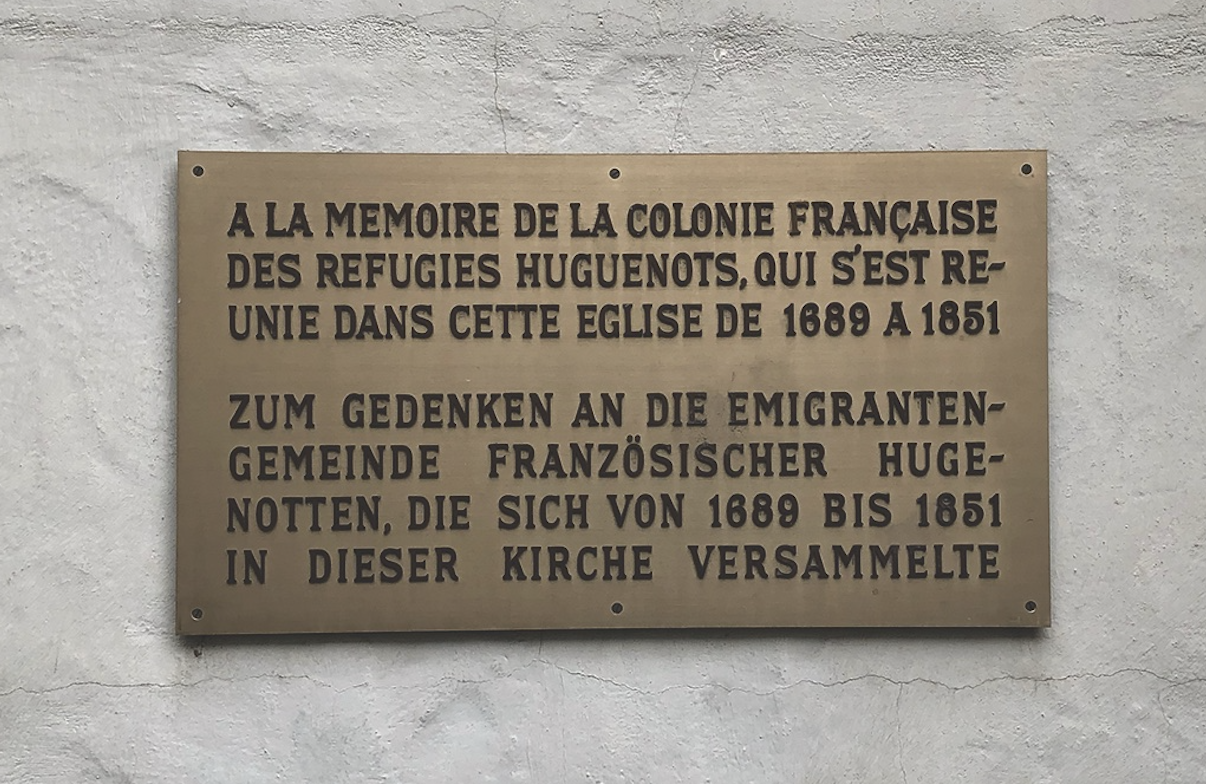 A LA MEMOIRE DE LA COLONIE FRANÇAISE
DES REFUGIES HUGUENOTS, QUI S'EST RE-
UNIE DANS CETTE EGLISE DE 1689 A 1851
ZUM GEDENKEN AN DIE EMIGRANTEN-
GEMEINDE FRANZÖSISCHER HUGE-
NOTTEN, DIE SICH VON 1689 BIS 1851
IN DIESER KIRCHE VERSAMMELTE